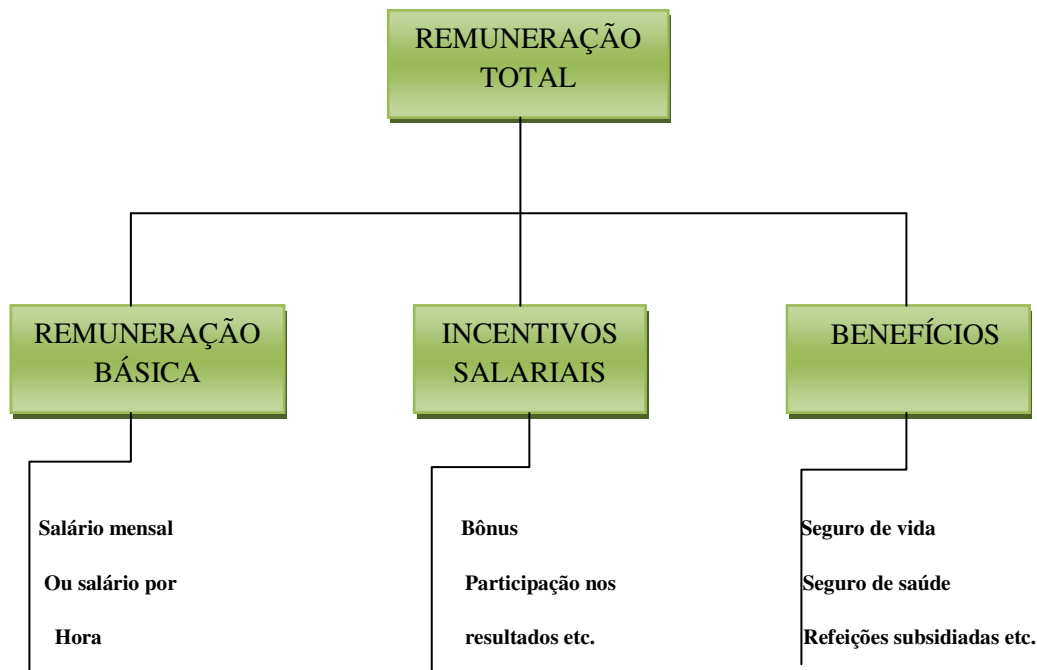 REMUNERAÇÃO
TOTAL
REMUNERAÇÃO
BÁSICA
INCENTIVOS
SALARIAIS
BENEFÍCIOS
Salário mensal
Ou salário por
Hora
Bônus
Participação nos
resultados etc.
Seguro de vida
Seguro de saúde
Refeições subsidiadas etc.